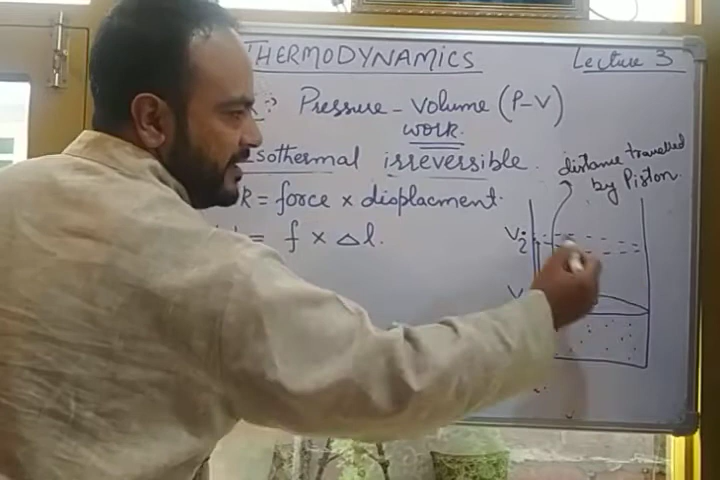 THERMODYNAMICS
Lecture 3
Pressure - Volume (P-V)
work.
Isothermal irreversible.
= force × displacment.
= f × Δl.
distance travelled
by Piston.
V2
V